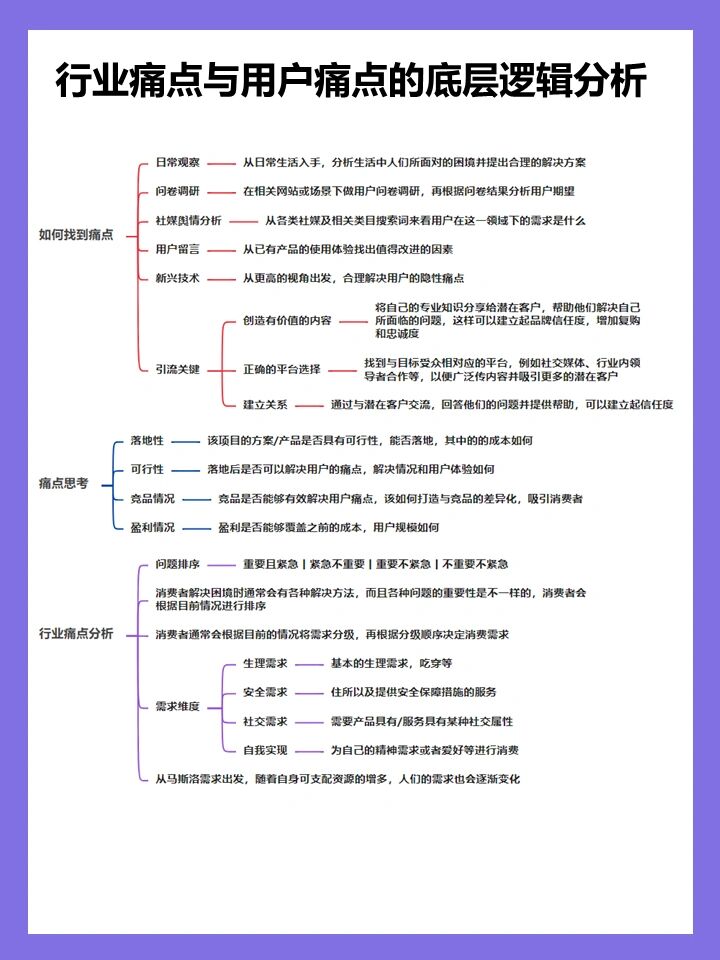 行业痛点与用户痛点的底层逻辑分析
如何找到痛点
日常观察
从日常生活入手，分析生活中人们所面对的困境并提出合理的解决方案
问卷调研
在相关网站或场景下做用户问卷调研，再根据问卷结果分析用户期望
社媒舆情分析
从各类社媒及相关类目搜索词来看用户在这一领域下的需求是什么
用户留言
从已有产品的使用体验找出值得改进的因素
新兴技术
从更高的视角出发，合理解决用户的隐性痛点
引流关键
创造有价值的内容
将自己的专业知识分享给潜在客户，帮助他们解决自己
所面临的问题，这样可以建立起品牌信任度，增加复购
和忠诚度
正确的平台选择
找到与目标受众相对应的平台，例如社交媒体、行业内领
导者合作等，以便广泛传内容并吸引更多的潜在客户
建立关系
通过与潜在客户交流，回答他们的问题并提供帮助，可以建立起信任度
痛点思考
落地性
该项目的方案/产品是否具有可行性，能否落地，其中的的成本如何
可行性
落地后是否可以解决用户的痛点，解决情况和用户体验如何
竞品情况
竞品是否能够有效解决用户痛点，该如何打造与竞品的差异化，吸引消费者
盈利情况
盈利是否能够覆盖之前的成本，用户规模如何
行业痛点分析
问题排序
重要且紧急 | 紧急不重要 | 重要不紧急 | 不重要不紧急
消费者解决困境时通常会有各种解决方法，而且各种问题的重要性是不一样的，消费者会
根据目前情况进行排序
消费者通常会根据目前的情况将需求分级，再根据分级顺序决定消费需求
需求维度
生理需求
基本的生理需求，吃穿等
安全需求
住所以及提供安全保障措施的服务
社交需求
需要产品具有/服务具有某种社交属性
自我实现
为自己的精神需求或者爱好等进行消费
从马斯洛需求出发，随着自身可支配资源的增多，人们的需求也会逐渐变化